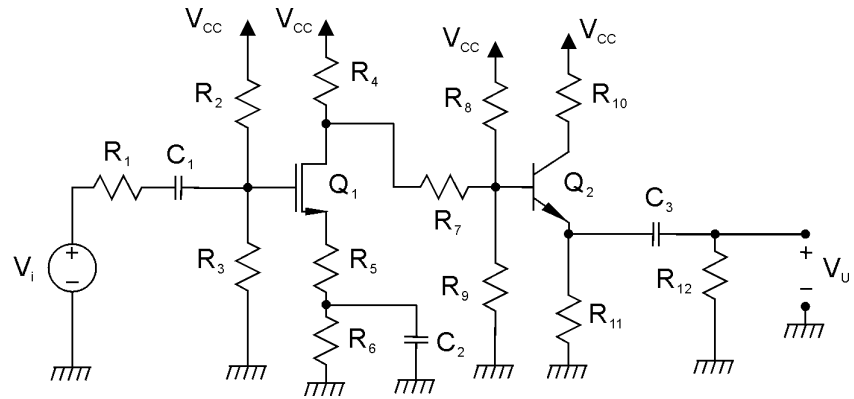 V_CC
V_CC
V_CC
V_CC
R_2
R_4
R_8
R_10
R_1
C_1
Q_1
R_7
Q_2
C_3
V_i
+
−
R_3
R_5
R_9
R_11
R_12
+
−
V_U
R_6
C_2